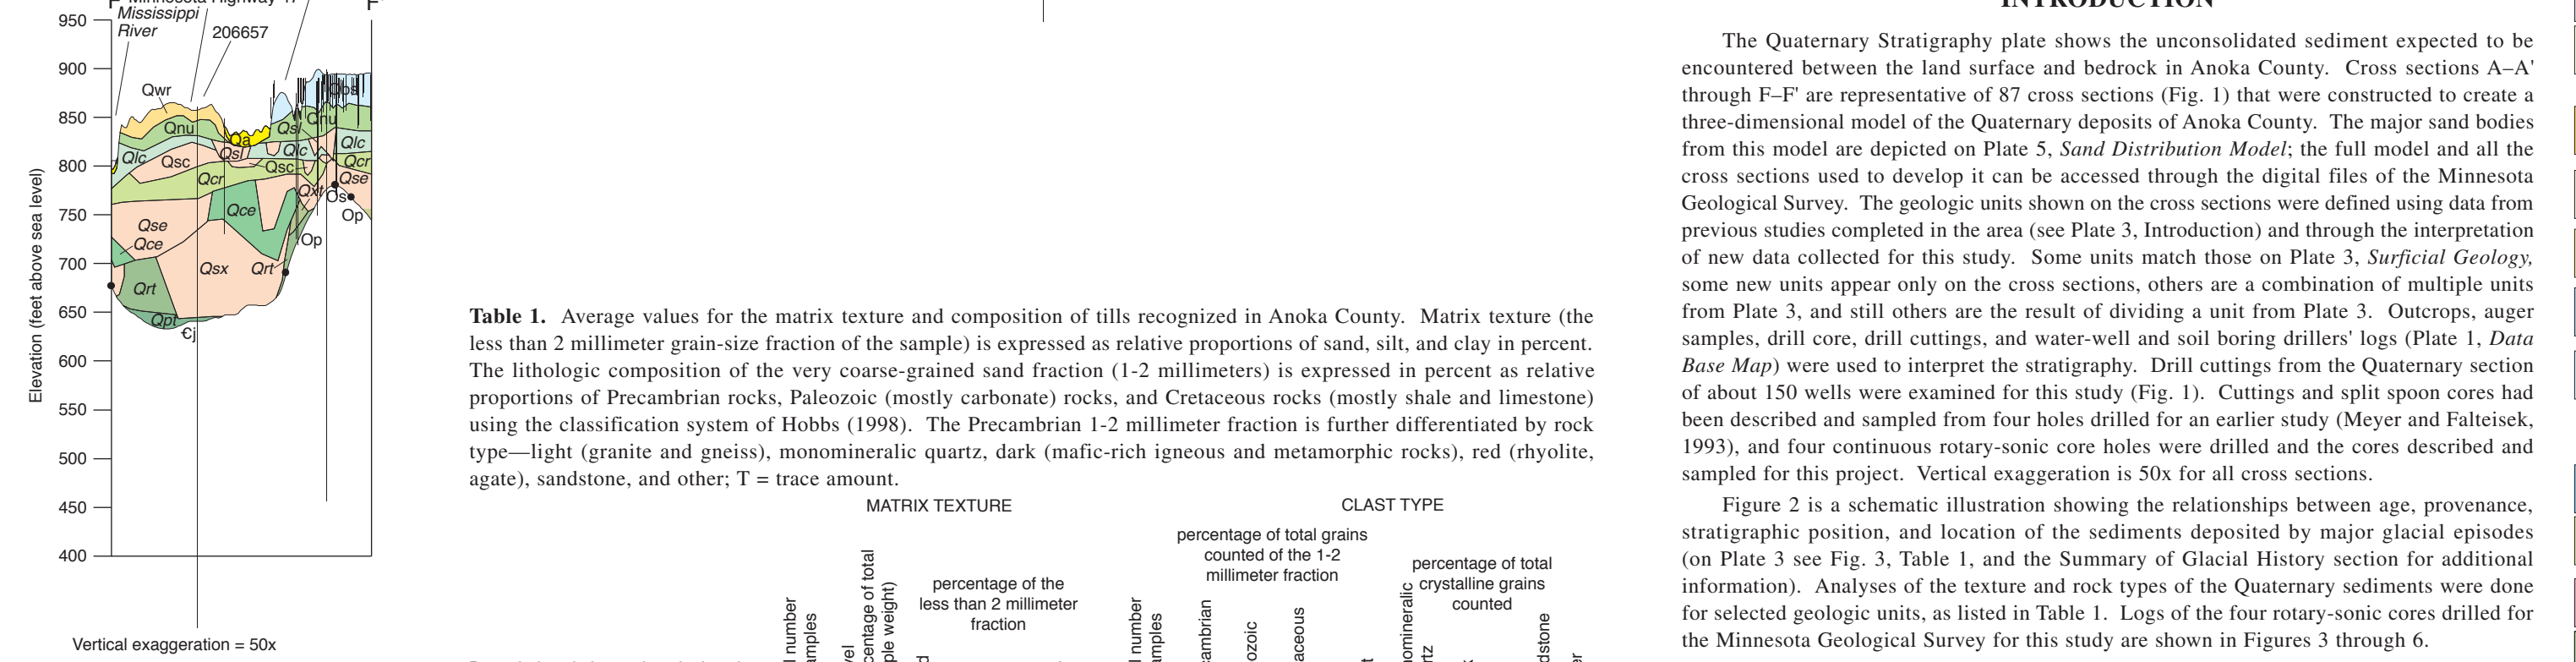 Mississippi
River
206657
950
900
850
800
750
700
650
600
550
500
450
400
Elevation (feet above sea level)
Qwr
Qnu
Qa
Qsl
Qnu
Qlc
Qsc
Qsl
Qlc
Qlc
Qsc
Qcr
Qcr
Qxt
Qse
Os
Op
Qce
Qse
Qce
Op
Qsx
Qrt
Qrt
Qpt
Єj
Vertical exaggeration = 50x
Table 1. Average values for the matrix texture and composition of tills recognized in Anoka County. Matrix texture (the
less than 2 millimeter grain-size fraction of the sample) is expressed as relative proportions of sand, silt, and clay in percent.
The lithologic composition of the very coarse-grained sand fraction (1-2 millimeters) is expressed in percent as relative
proportions of Precambrian rocks, Paleozoic (mostly carbonate) rocks, and Cretaceous rocks (mostly shale and limestone)
using the classification system of Hobbs (1998). The Precambrian 1-2 millimeter fraction is further differentiated by rock
type—light (granite and gneiss), monomineralic quartz, dark (mafic-rich igneous and metamorphic rocks), red (rhyolite,
agate), sandstone, and other; T = trace amount.
MATRIX TEXTURE
CLAST TYPE
percentage of the
less than 2 millimeter
fraction
percentage of total grains
counted of the 1-2
millimeter fraction
percentage of total
crystalline grains
counted
number
INTRODUCTION
The Quaternary Stratigraphy plate shows the unconsolidated sediment expected to be
encountered between the land surface and bedrock in Anoka County. Cross sections A–A'
through F–F' are representative of 87 cross sections (Fig. 1) that were constructed to create a
three-dimensional model of the Quaternary deposits of Anoka County. The major sand bodies
from this model are depicted on Plate 5, Sand Distribution Model; the full model and all the
cross sections used to develop it can be accessed through the digital files of the Minnesota
Geological Survey. The geologic units shown on the cross sections were defined using data from
previous studies completed in the area (see Plate 3, Introduction) and through the interpretation
of new data collected for this study. Some units match those on Plate 3, Surficial Geology,
some new units appear only on the cross sections, others are a combination of multiple units
from Plate 3, and still others are the result of dividing a unit from Plate 3. Outcrops, auger
samples, drill core, drill cuttings, and water-well and soil boring drillers' logs (Plate 1, Data
Base Map) were used to interpret the stratigraphy. Drill cuttings from the Quaternary section
of about 150 wells were examined for this study (Fig. 1). Cuttings and split spoon cores had
been described and sampled from four holes drilled for an earlier study (Meyer and Falteisek,
1993), and four continuous rotary-sonic core holes were drilled and the cores described and
sampled for this project. Vertical exaggeration is 50x for all cross sections.
Figure 2 is a schematic illustration showing the relationships between age, provenance,
stratigraphic position, and location of the sediments deposited by major glacial episodes
(on Plate 3 see Fig. 3, Table 1, and the Summary of Glacial History section for additional
information). Analyses of the texture and rock types of the Quaternary sediments were done
for selected geologic units, as listed in Table 1. Logs of the four rotary-sonic cores drilled for
the Minnesota Geological Survey for this study are shown in Figures 3 through 6.